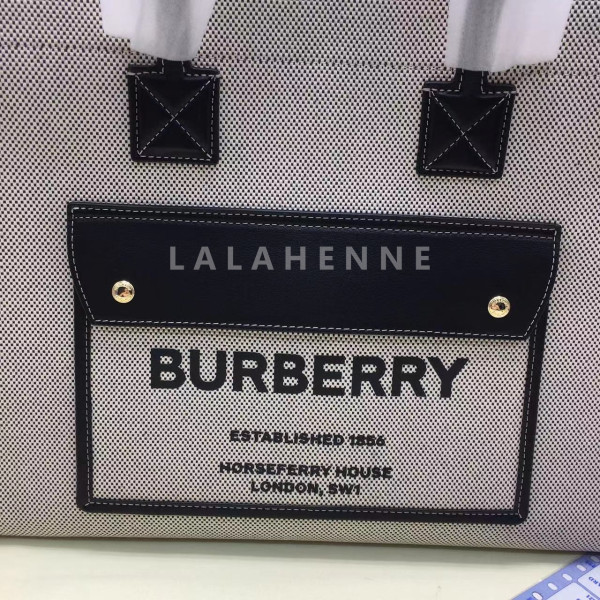 LALAHENNE
BURBERRY
ESTABLISHED 1856
HORSEFERRY HOUSE
LONDON, SW1